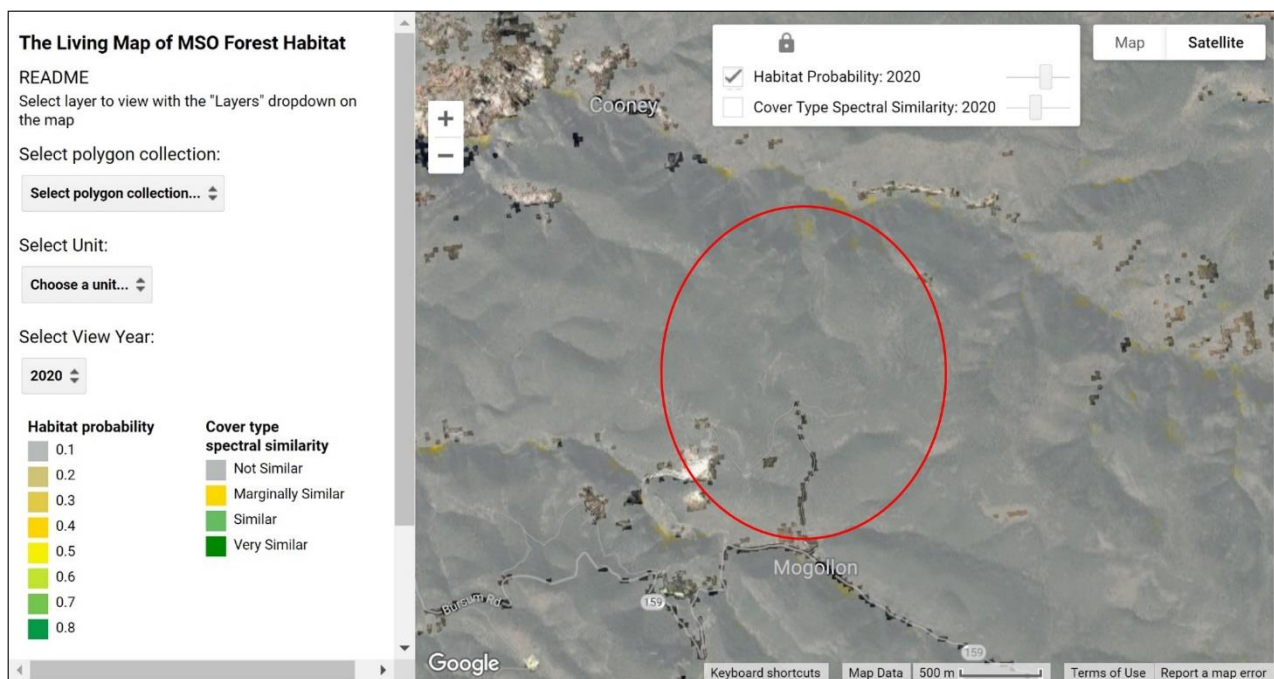 The Living Map of MSO Forest Habitat
README
Select layer to view with the "Layers" dropdown on
the map
Select polygon collection:
Select polygon collection...
Select Unit:
Choose a unit...
Select View Year:
2020
Habitat probability
0.1
0.2
0.3
0.4
0.5
0.6
0.7
0.8
Cover type
spectral similarity
Not Similar
Marginally Similar
Similar
Very Similar
+
−
Cooney
Habitat Probability: 2020
Cover Type Spectral Similarity: 2020
Map
Satellite
Mogollon
159
Bursum Rd
159
Google
Keyboard shortcuts
Map Data
500 m
Terms of Use
Report a map error